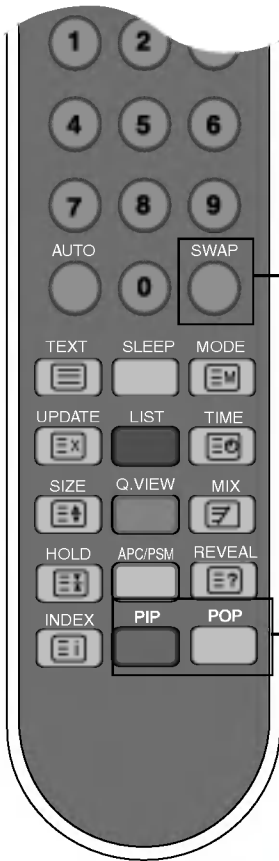 1 2
4 5 6
7 8 9
AUTO SWAP
0
TEXT SLEEP MODE
M
UPDATE LIST TIME
X
SIZE Q.VIEW MIX
HOLD APC/PSM REVEAL
?
INDEX PIP POP
i